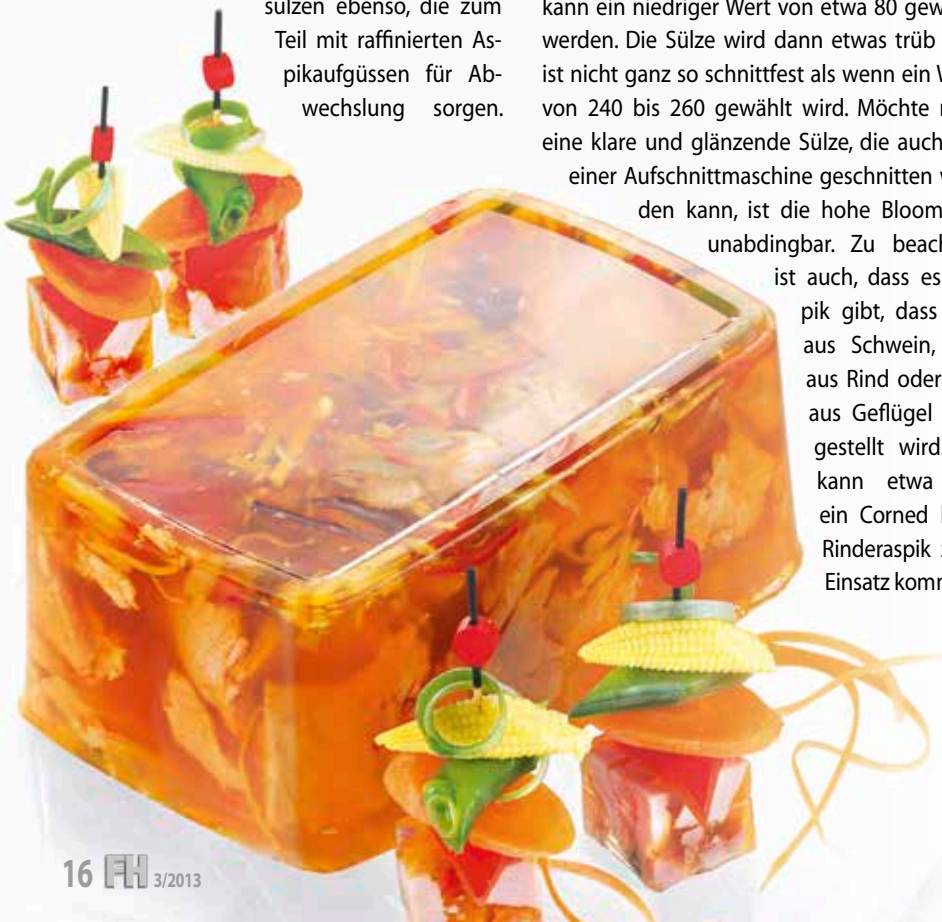 sülzen ebenso, die zum
Teil mit raffinierten As-
pikaufgüssen für Ab-
wechslung sorgen.
kann ein niedriger Wert von etwa 80 gew
werden. Die Sülze wird dann etwas trüb
ist nicht ganz so schnittfest als wenn ein
von 240 bis 260 gewählt wird. Möchte
eine klare und glänzende Sülze, die auch
einer Aufschnittmaschine geschnitten
den kann, ist die hohe Bloom
unabdingbar. Zu beach
ist auch, dass es
pik gibt, dass
aus Schwein,
aus Rind oder
aus Geflügel
gestellt wird.
kann etwa
ein Corned
Rinderaspik
Einsatz komm
16 FH 3/2013